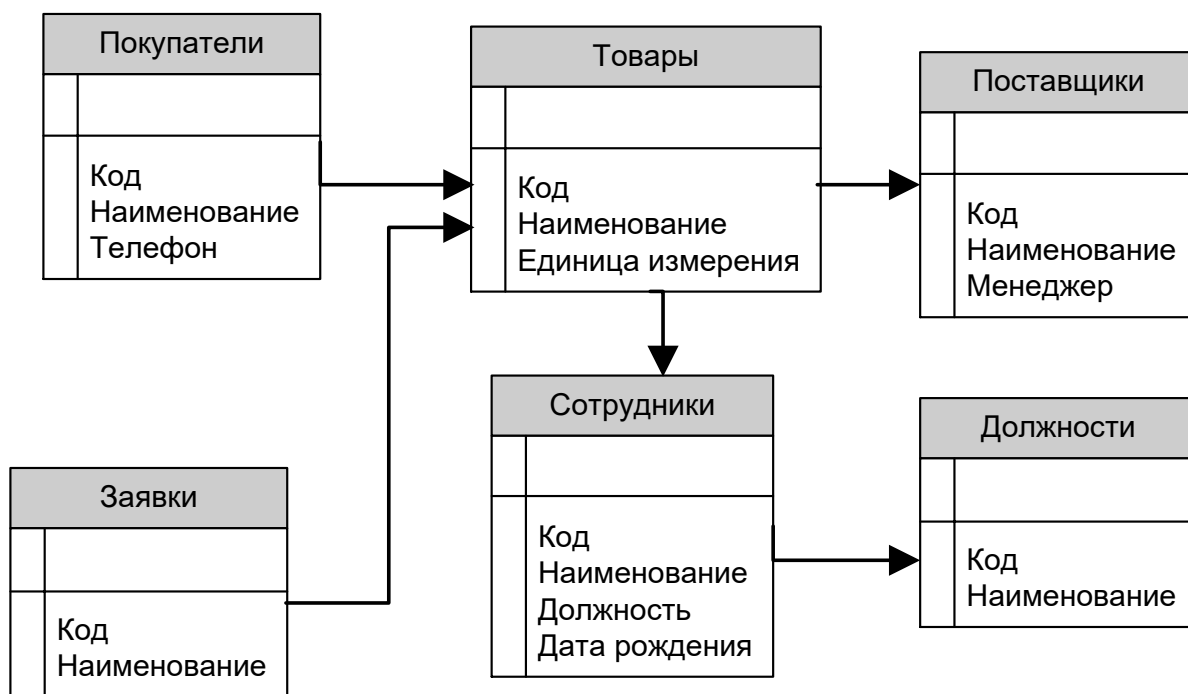 Покупатели
Код
Наименование
Телефон
Товары
Код
Наименование
Единица измерения
Поставщики
Код
Наименование
Менеджер
Заявки
Код
Наименование
Сотрудники
Код
Наименование
Должность
Дата рождения
Должности
Код
Наименование